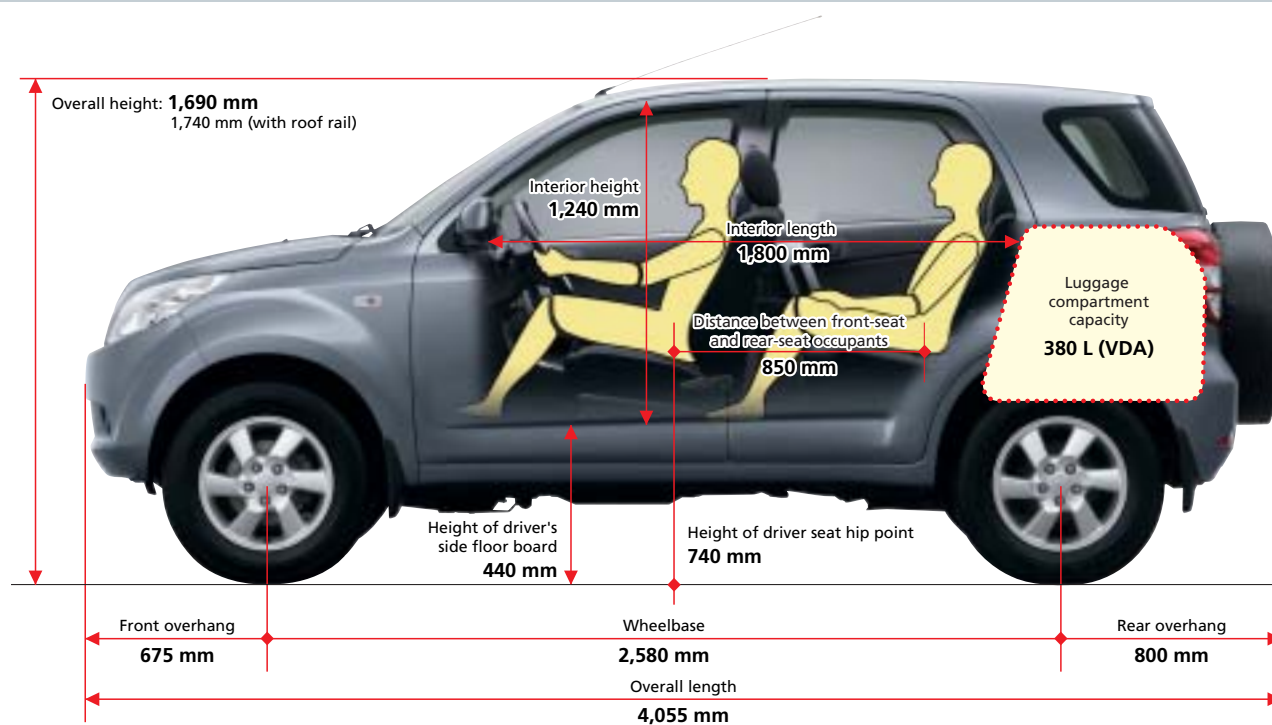 Overall height: 1,690 mm
1,740 mm (with roof rail)
Interior height
1,240 mm
Interior length
1,800 mm
Luggage
compartment
capacity
380 L (VDA)
Distance between front-seat
and rear-seat occupants
850 mm
Height of driver's
side floor board
440 mm
Height of driver seat hip point
740 mm
Front overhang
675 mm
Wheelbase
2,580 mm
Rear overhang
800 mm
Overall length
4,055 mm